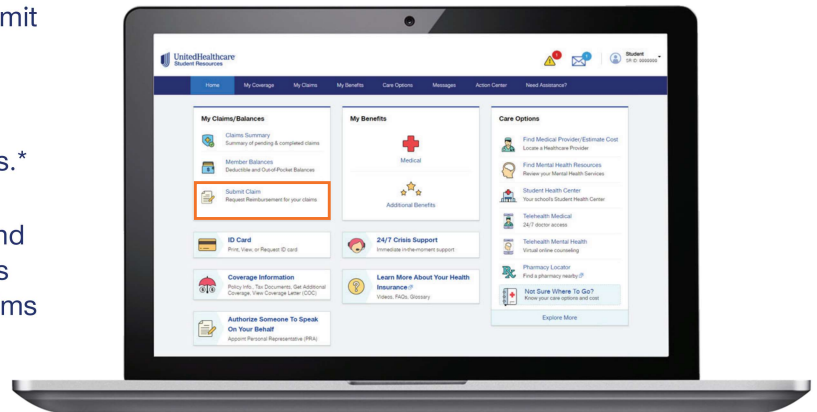 mit
s.*
nd
s
ms
UnitedHealthcare
Student Resources
1
1
Student
SR ID: 9999999
Home My Coverage My Claims My Benefits Care Options Messages Action Center Need Assistance?
My Claims/Balances
Claims Summary
Summary of pending & completed claims
Member Balances
Deductible and Out-of-Pocket Balances
Submit Claim
Request Reimbursement for your claims
ID Card
Print, View, or Request ID card
Coverage Information
Policy Info., Tax Documents, Get Additional
Coverage, View Coverage Letter (COC)
Authorize Someone To Speak
On Your Behalf
Appoint Personal Representative (PRA)
My Benefits
Medical
Additional Benefits
24/7 Crisis Support
Immediate in-the-moment support
Learn More About Your Health
Insurance
Videos, FAQs, Glossary
Care Options
Find Medical Provider/Estimate Cost
Locate a Healthcare Provider
Find Mental Health Resources
Review your Mental Health Services
Student Health Center
Your school's Student Health Center
Telehealth Medical
24/7 doctor access
Telehealth Mental Health
Virtual online counseling
Pharmacy Locator
Find a pharmacy nearby
Not Sure Where To Go?
Know your care options and cost
Explore More